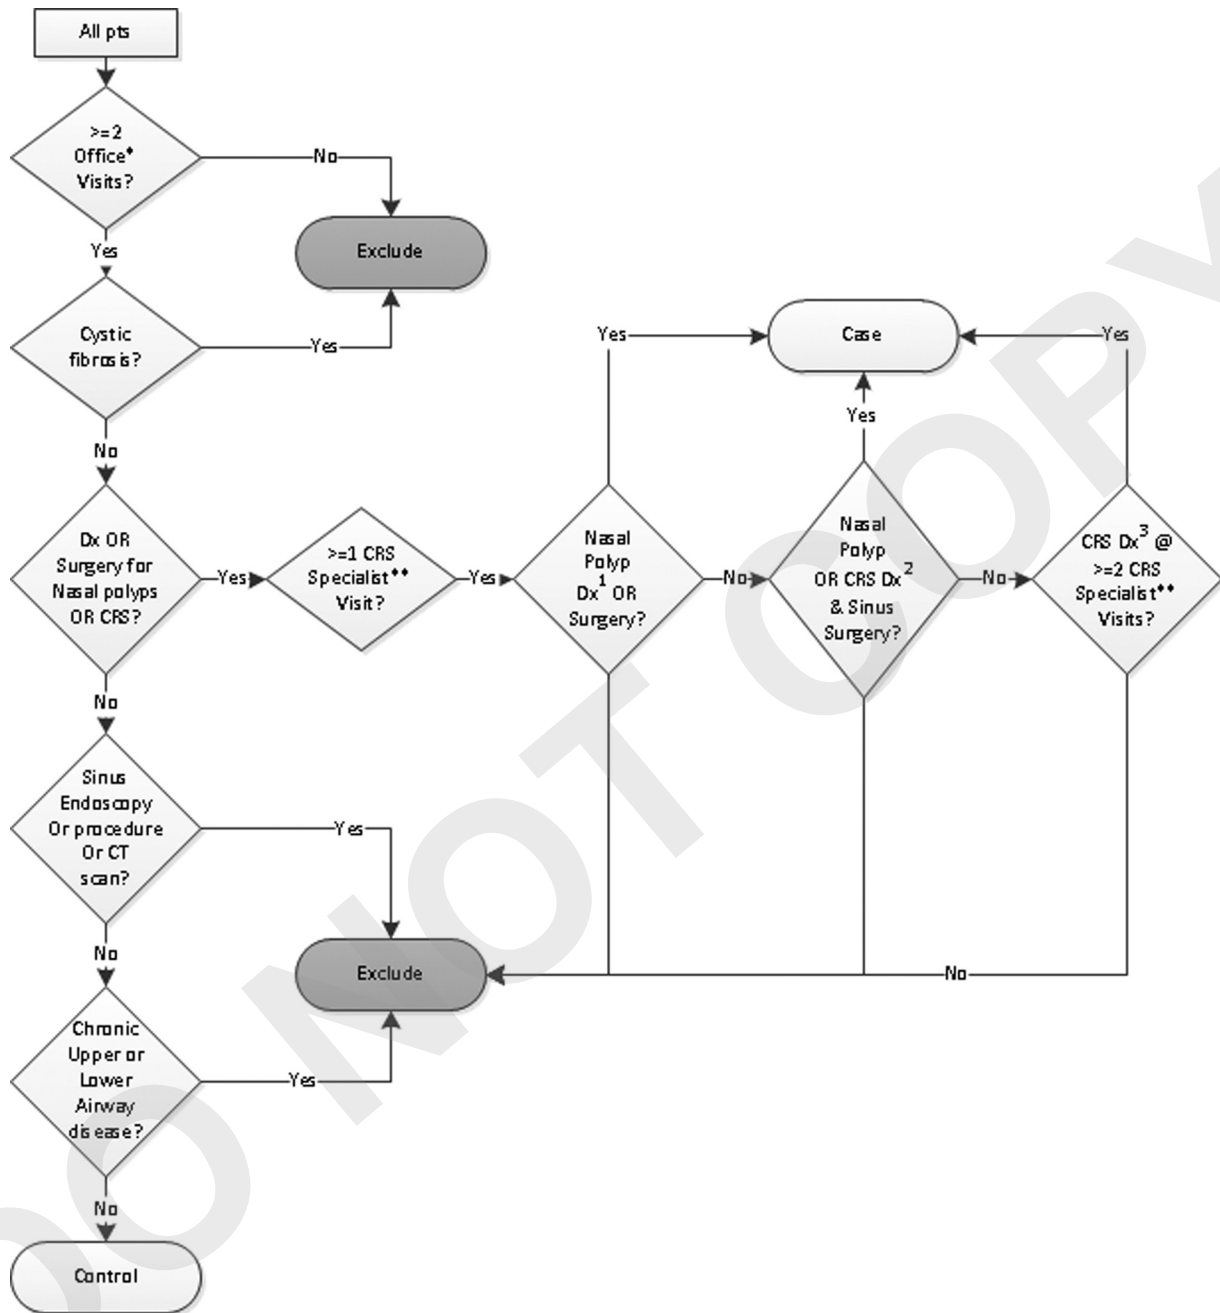 All pts
>=2
Office*
Visits?
No
Exclude
Yes
Cystic
fibrosis?
Yes
No
Case
Yes
Yes
Yes
Dx OR
Surgery for
Nasal polyps
OR CRS?
Yes
>=1 CRS
Specialist**
Visit?
Yes
Nasal
Polyp
Dx¹ OR
Surgery?
No
Nasal
Polyp
OR CRS Dx²
& Sinus
Surgery?
No
CRS Dx³ @
>=2 CRS
Specialist**
Visits?
No
Sinus
Endoscopy
Or procedure
Or CT
scan?
Yes
No
Exclude
No
Chronic
Upper or
Lower
Airway
disease?
Yes
No
Control
DO NOT COPY